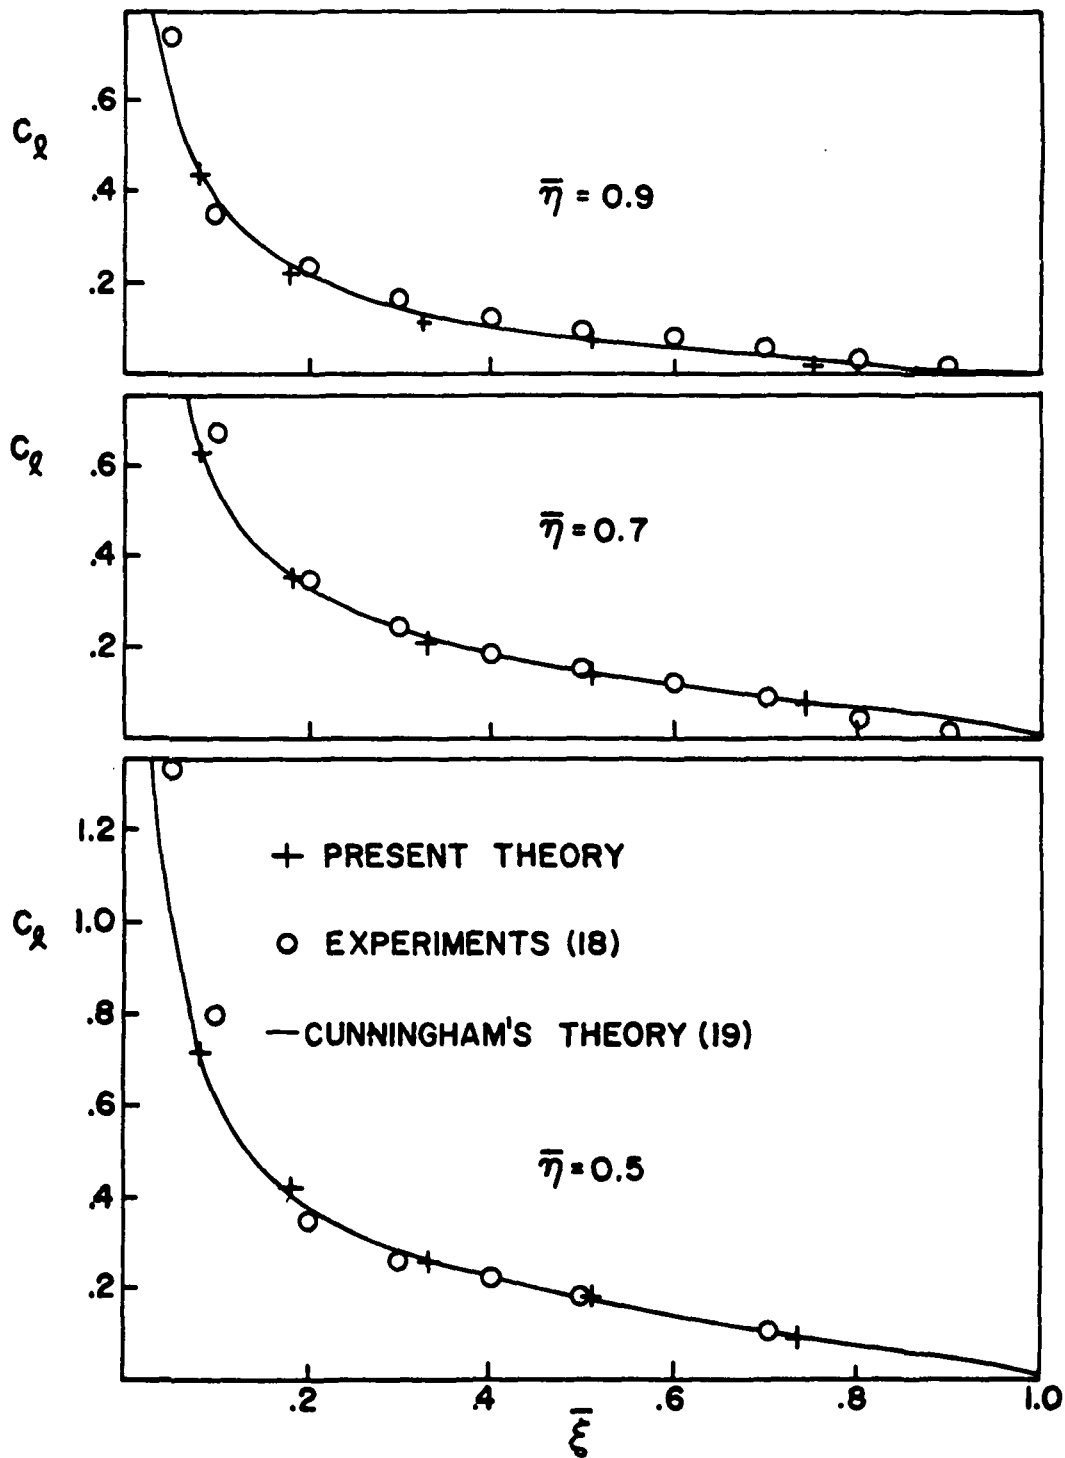 .6
Cℓ
.4
η̅ = 0.9
.2
Cℓ
.6
η̅ = 0.7
.4
.2
1.2
+ PRESENT THEORY
Cℓ 1.0
O EXPERIMENTS (18)
.8
— CUNNINGHAM'S THEORY (19)
.6
η̅ = 0.5
.4
.2
.2 .4 .6 .8 1.0
ξ̅